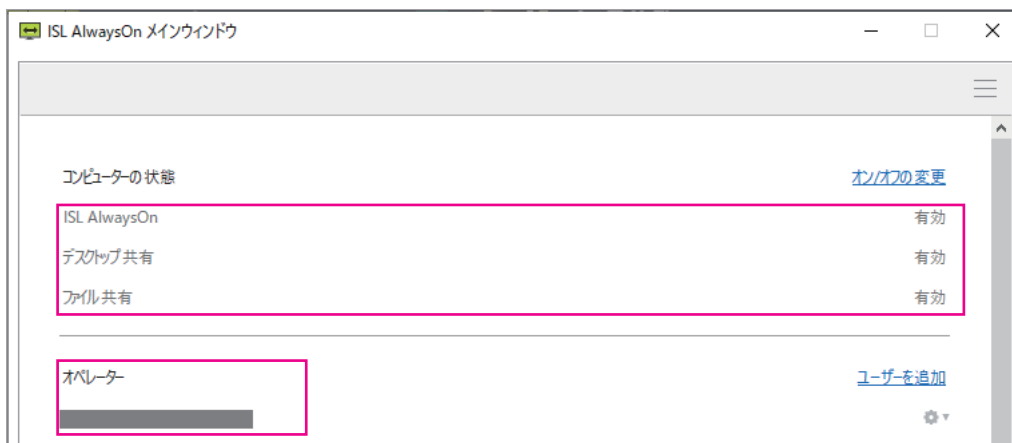 ISL AlwaysOn メインウィンドウ
コンピューターの状態 オン/オフの変更
ISL AlwaysOn 有効
デスクトップ共有 有効
ファイル共有 有効
オペレーター ユーザーを追加